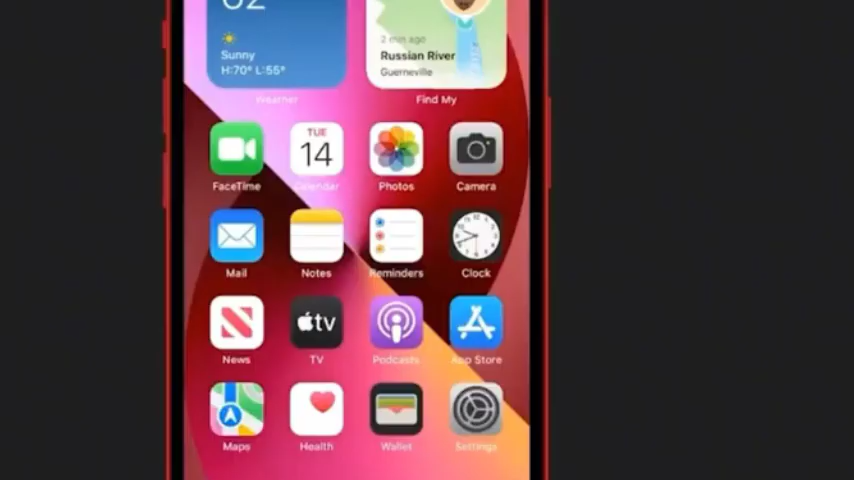 Sunny
H:70° L:55°
Weather
2 min ago
Russian River
Guerneville
Find My
FaceTime
TUE
14
Calendar
Photos
Camera
Mail
Notes
Reminders
Clock
News
tv
TV
Podcasts
App Store
Maps
Health
Wallet
Settings